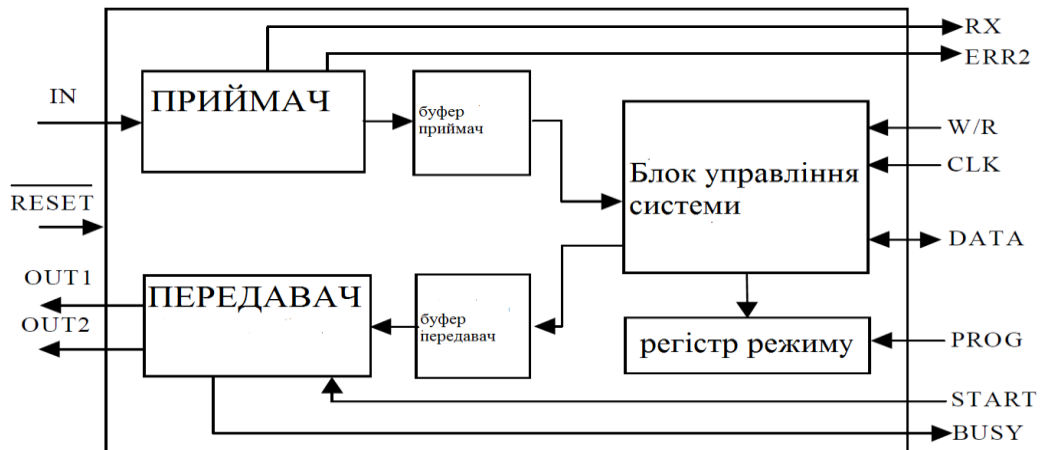 RX
ERR2
ПРИЙМАЧ
IN
буфер
приймач
W/R
CLK
Блок управління
системи
RESET
DATA
OUT1
ПЕРЕДАВАЧ
OUT2
буфер
передавач
регістр режиму
PROG
START
BUSY